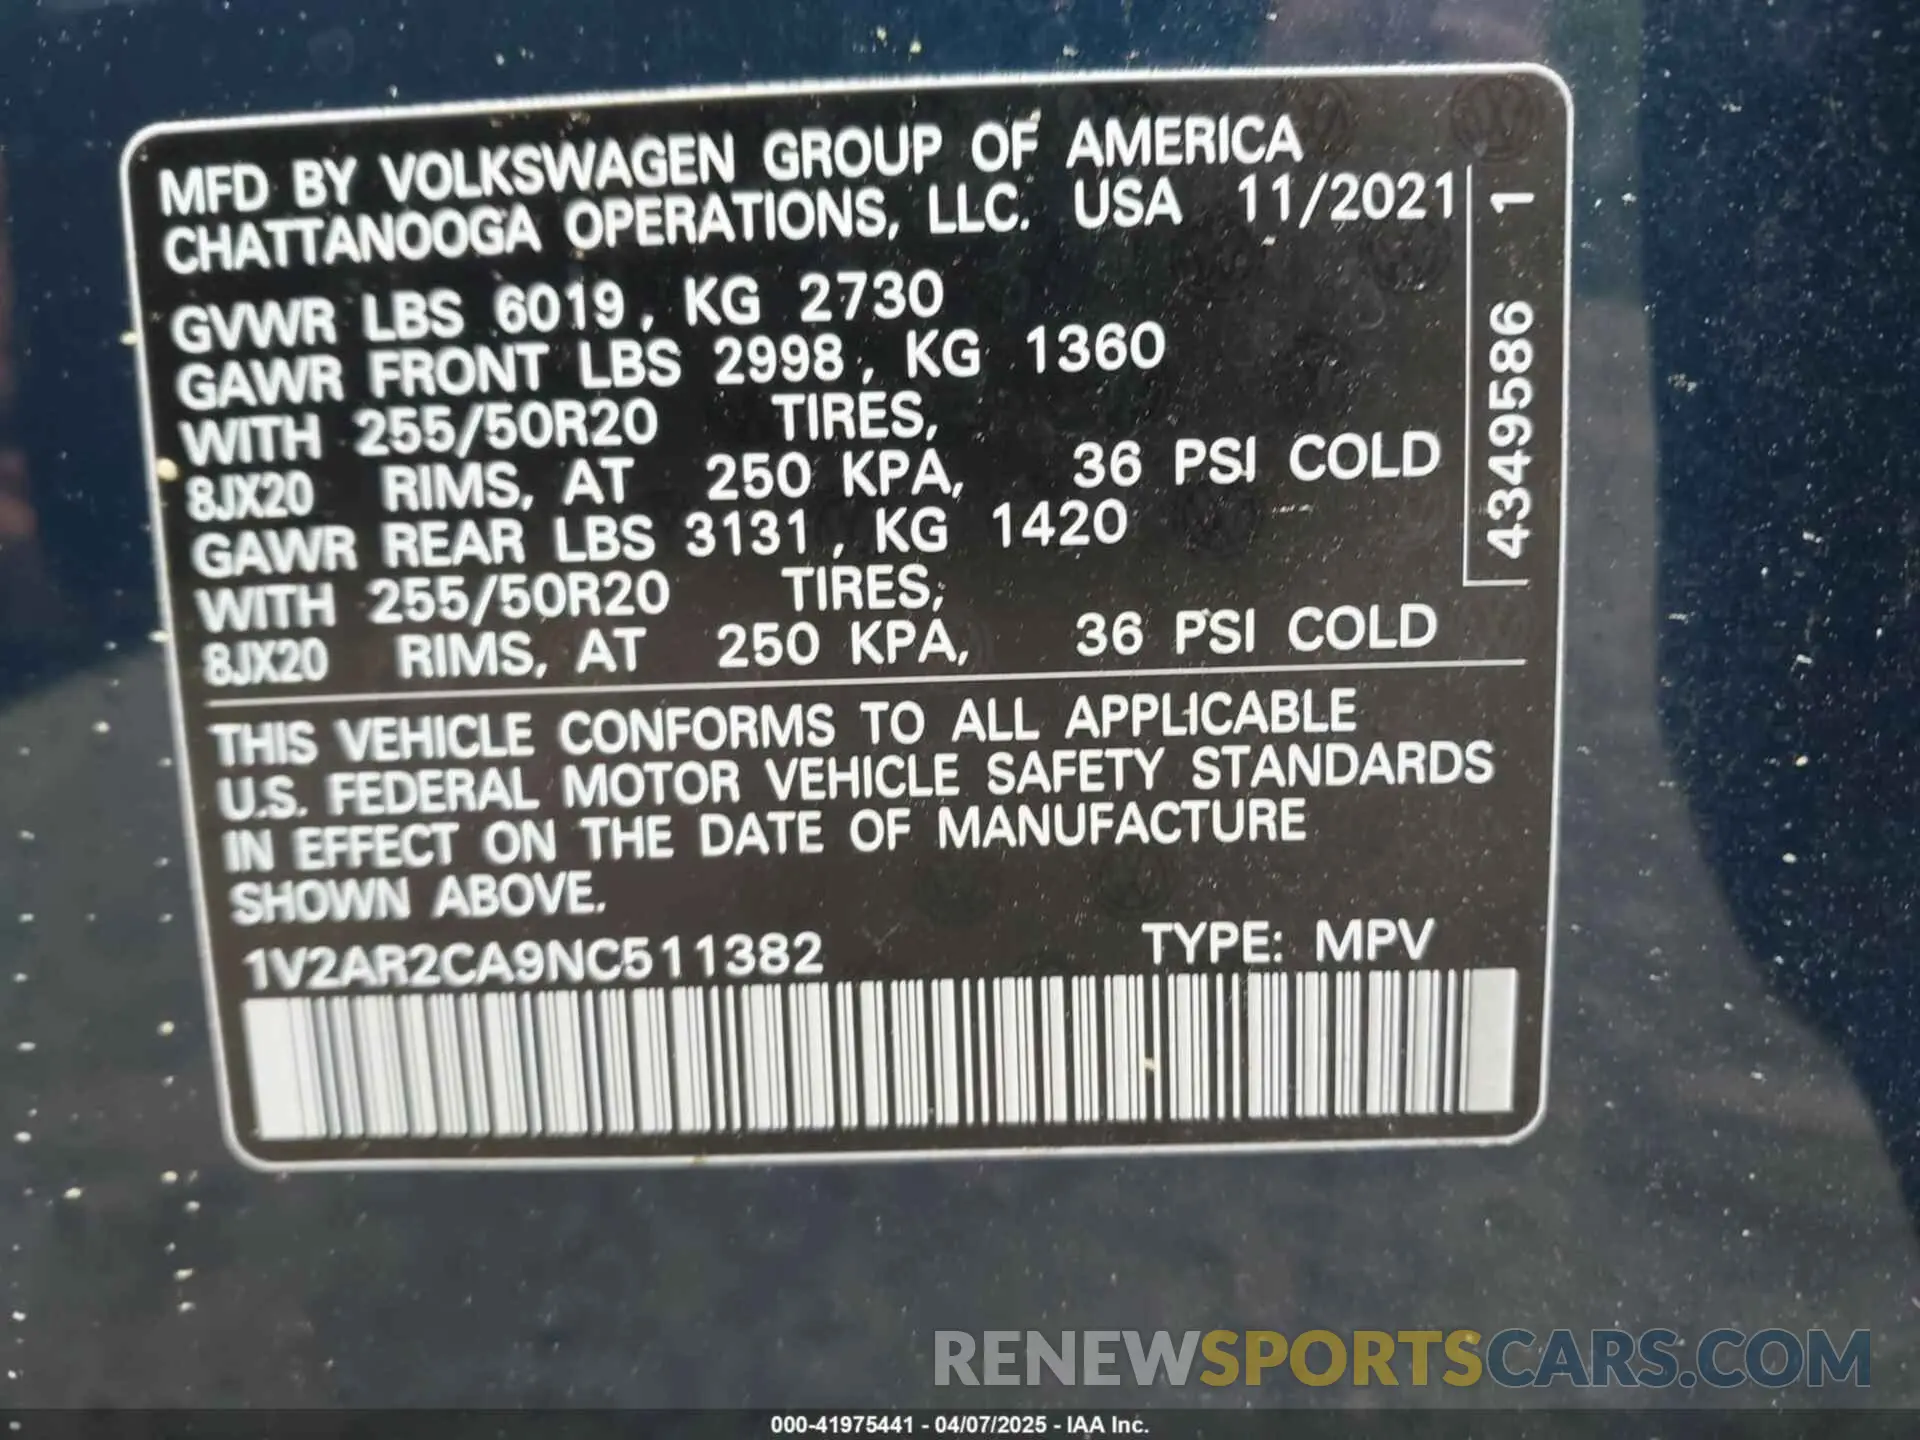 MFD BY VOLKSWAGEN GROUP OF AMERICA
CHATTANOOGA OPERATIONS, LLC. USA 11/2021
GVWR LBS 6019, KG 2730
GAWR FRONT LBS 2998, KG 1360
WITH 255/50R20 TIRES,
8JX20 RIMS, AT 250 KPA, 36 PSI COLD
GAWR REAR LBS 3131, KG 1420
WITH 255/50R20 TIRES,
8JX20 RIMS, AT 250 KPA, 36 PSI COLD
4349586 1
THIS VEHICLE CONFORMS TO ALL APPLICABLE
U.S. FEDERAL MOTOR VEHICLE SAFETY STANDARDS
IN EFFECT ON THE DATE OF MANUFACTURE
SHOWN ABOVE.
1V2AR2CA9NC511382 TYPE: MPV
RENEWSPORTSCARS.COM
000-41975441 - 04/07/2025 - IAA Inc.